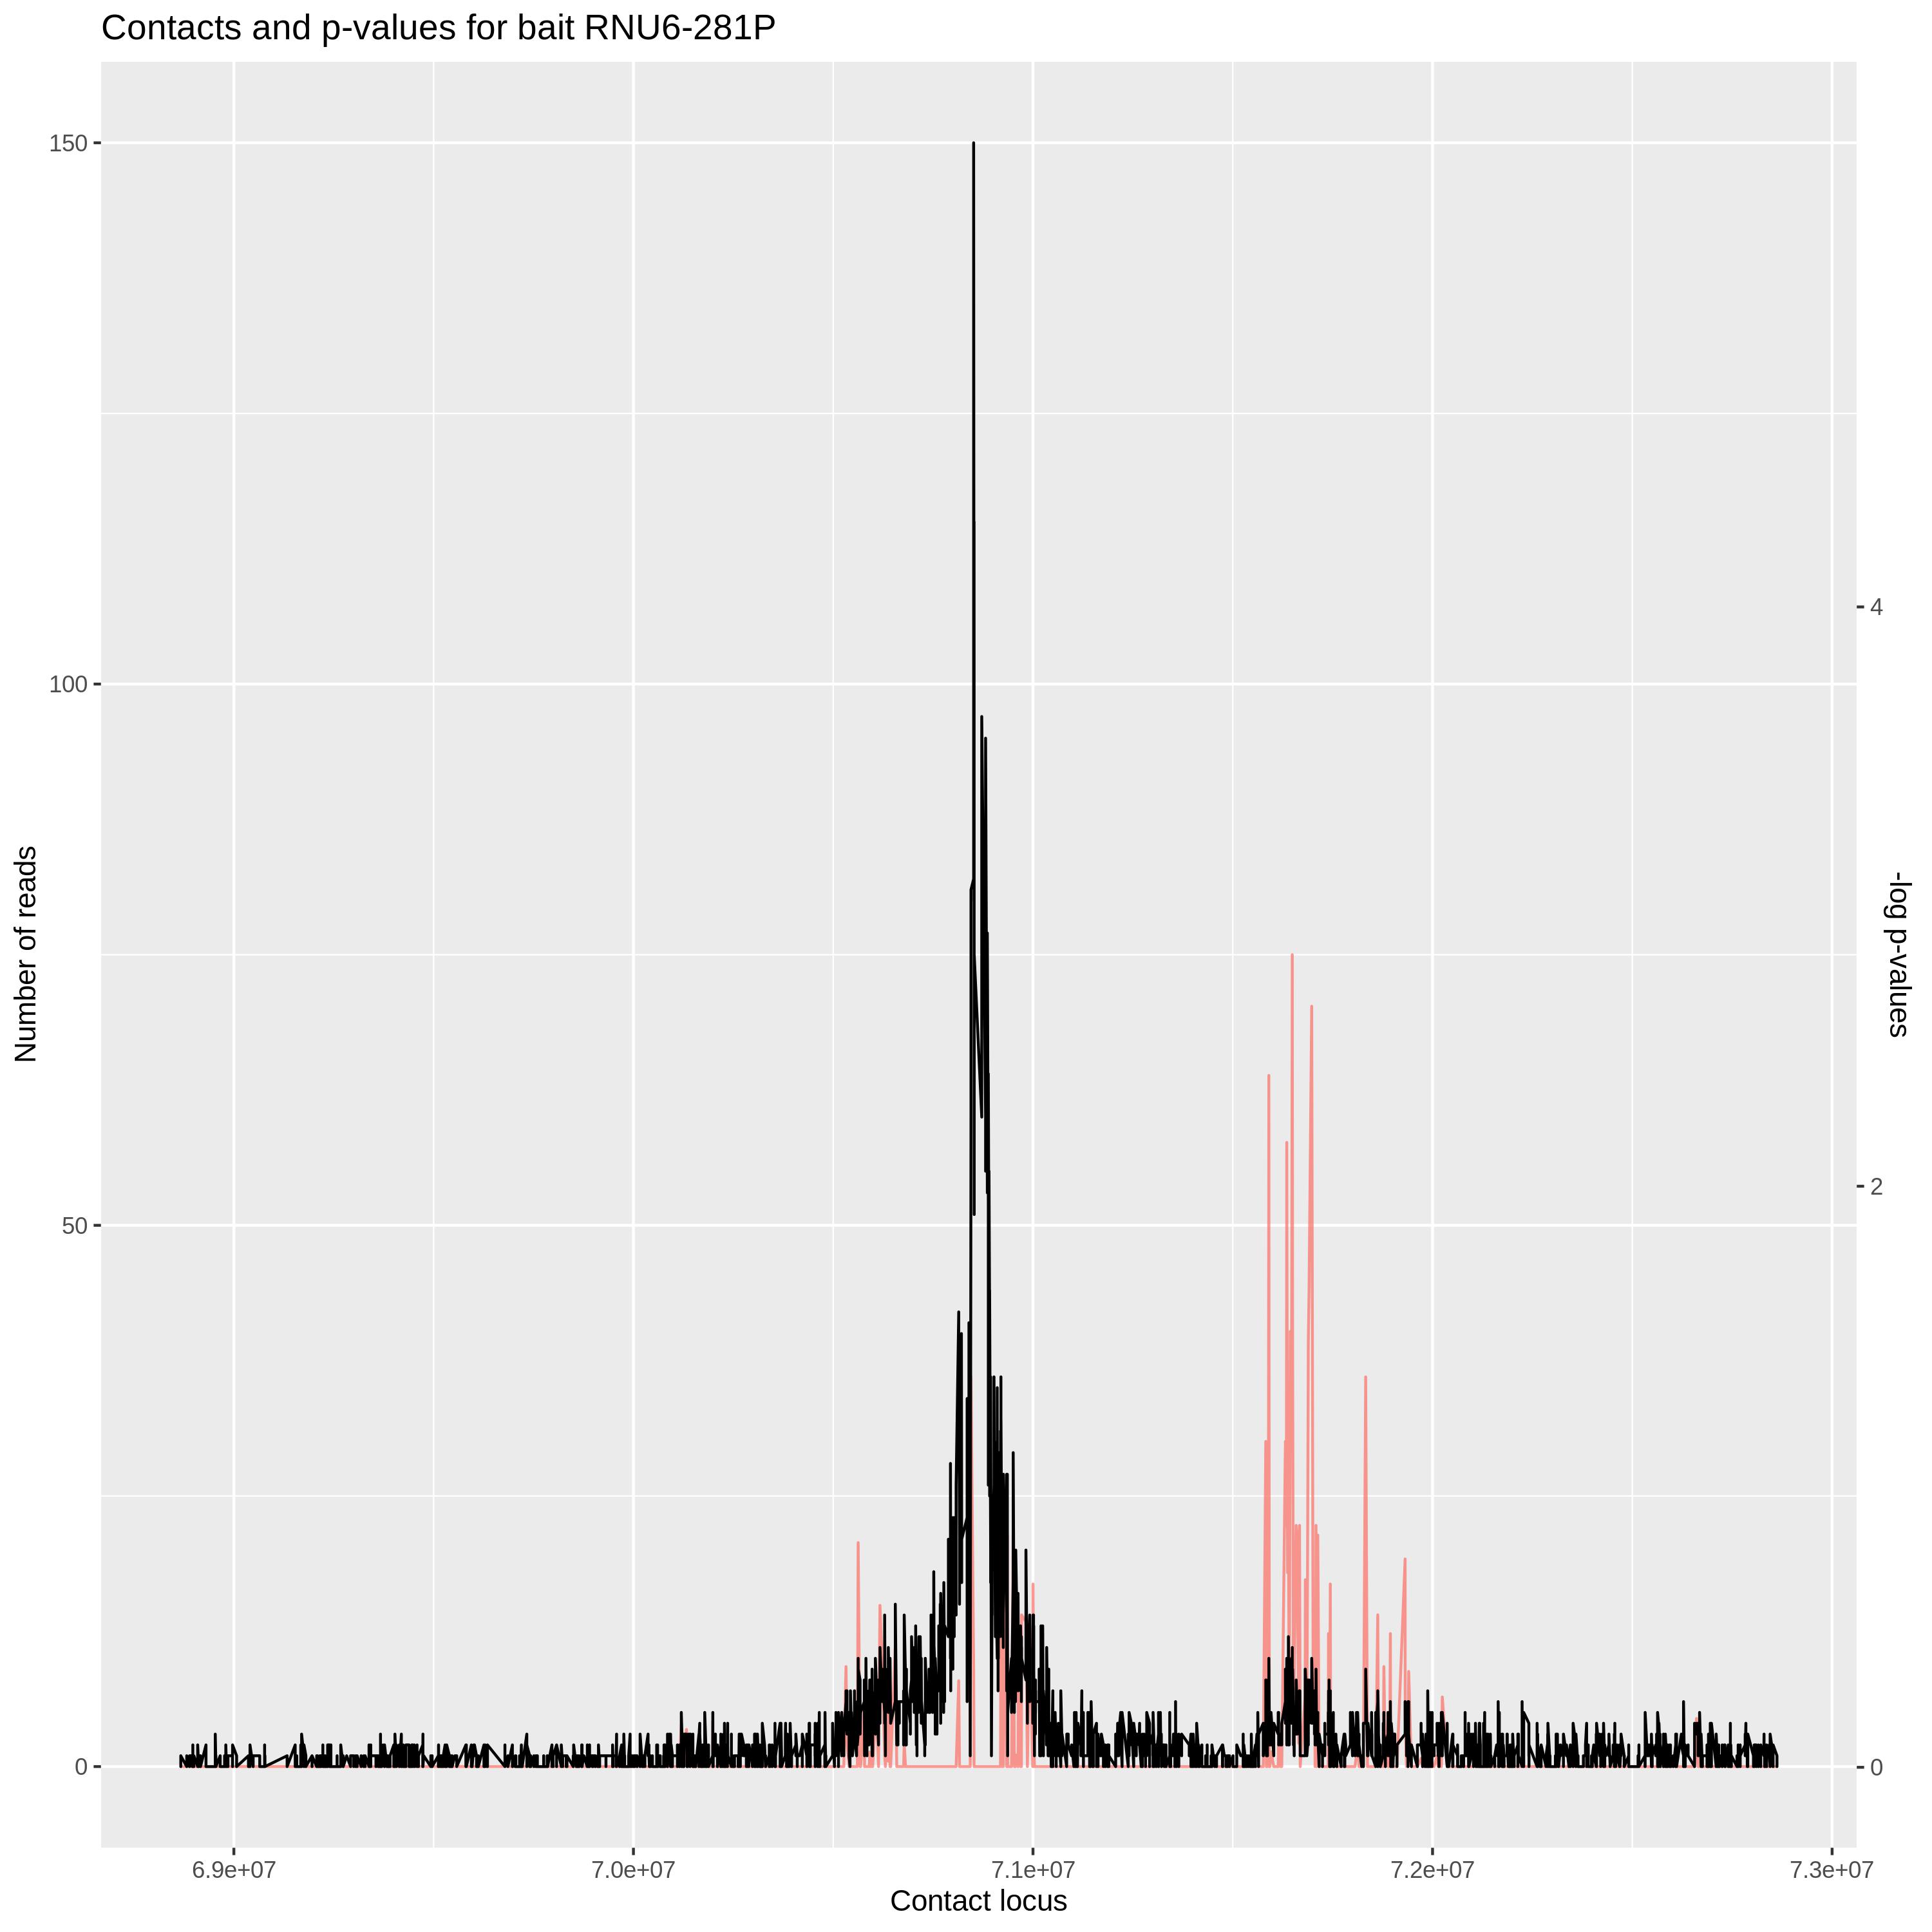 Contacts and p-values for bait RNU6-281P
150
100
50
0
Number of reads
4
2
0
-log p-values
6.9e+07
7.0e+07
7.1e+07
7.2e+07
7.3e+07
Contact locus